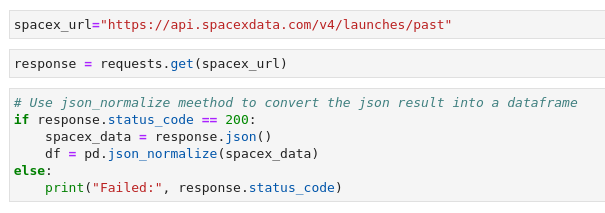 spacex_url="https://api.spacexdata.com/v4/launches/past"
response = requests.get(spacex_url)
# Use json_normalize meethod to convert the json result into a dataframe
if response.status_code == 200:
    spacex_data = response.json()
    df = pd.json_normalize(spacex_data)
else:
    print("Failed:", response.status_code)